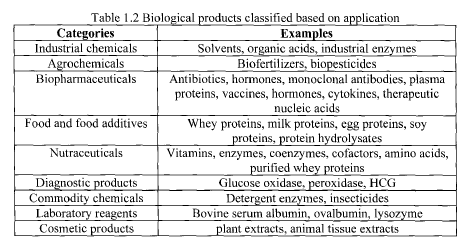 Table 1.2 Biological products classified based on application
Categories Examples
Industrial chemicals Solvents, organic acids, industrial enzymes
Agrochemicals Biofertilizers, biopesticides
Biopharmaceuticals Antibiotics, hormones, monoclonal antibodies, plasma
proteins, vaccines, hormones, cytokines, therapeutic
nucleic acids
Food and food additives Whey proteins, milk proteins, egg proteins, soy
proteins, protein hydrolysates
Nutraceuticals Vitamins, enzymes, coenzymes, cofactors, amino acids,
purified whey proteins
Diagnostic products Glucose oxidase, peroxidase, HCG
Commodity chemicals Detergent enzymes, insecticides
Laboratory reagents Bovine serum albumin, ovalbumin, lysozyme
Cosmetic products plant extracts, animal tissue extracts